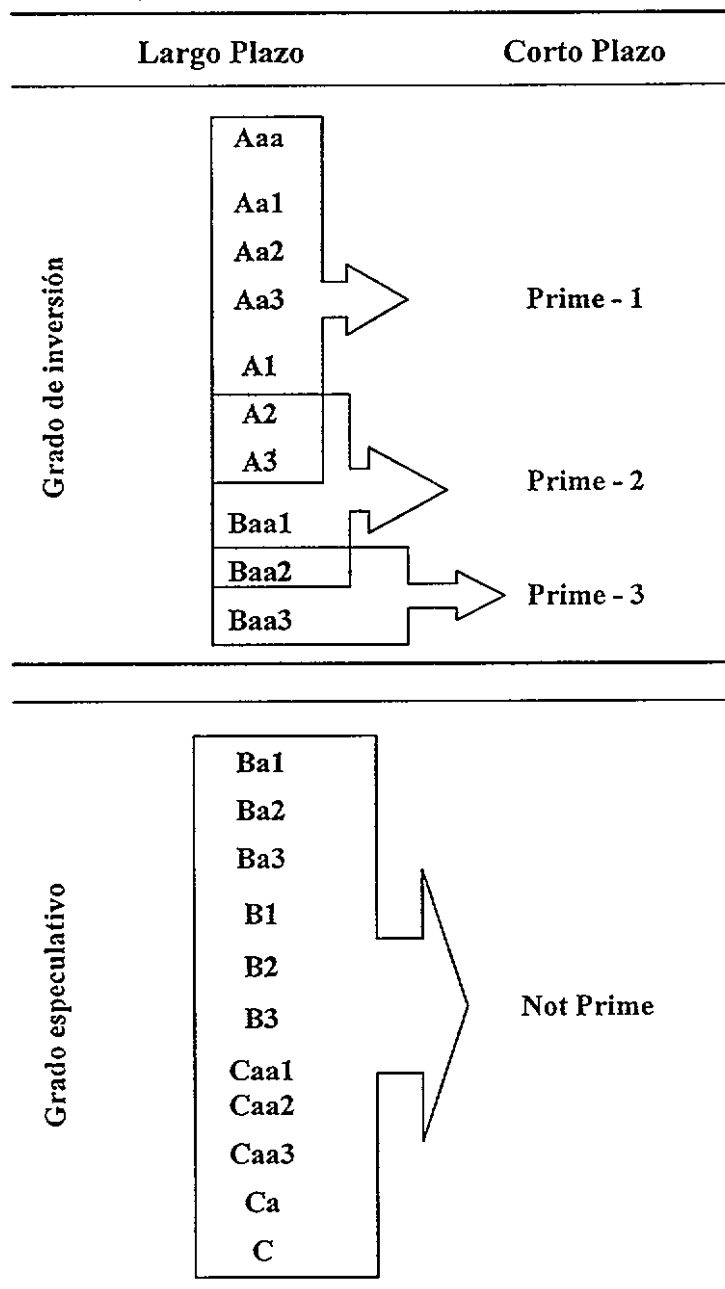 Largo Plazo Corto Plazo
Grado de inversión
Aaa
Aa1
Aa2
Aa3
A1
A2
A3
Baa1
Baa2
Baa3
Prime - 1
Prime - 2
Prime - 3
Grado especulativo
Ba1
Ba2
Ba3
B1
B2
B3
Caa1
Caa2
Caa3
Ca
C
Not Prime